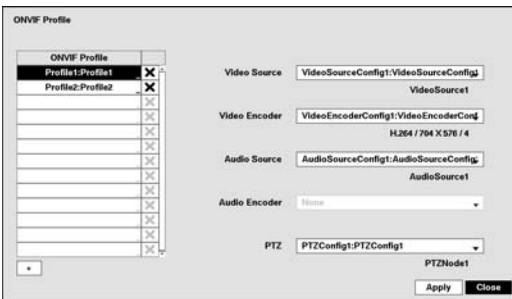 ONVIF Profile
ONVIF Profile
Profile1:Profile1
Profile2:Profile2
Video Source VideoSourceConfig1:VideoSourceConfig1
VideoSource1
Video Encoder VideoEncoderConfig1:VideoEncoderConf
H.264 / 704 X 576 / 4
Audio Source AudioSourceConfig1:AudioSourceConfig
AudioSource1
Audio Encoder None
PTZ PTZConfig1:PTZConfig1
PTZNode1
+
Apply Close